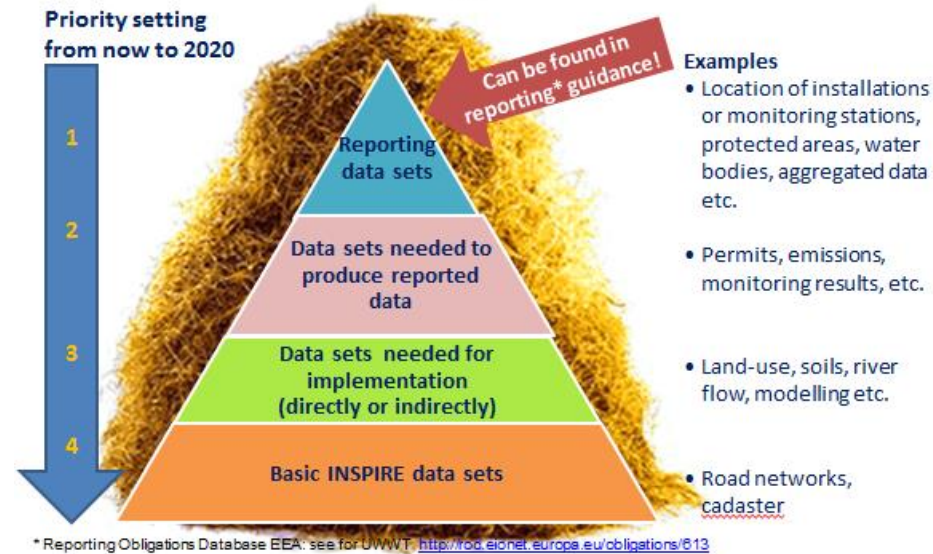 Priority setting
from now to 2020
1
2
3
4
Can be found in
reporting* guidance!
Reporting
data sets
Data sets needed to
produce reported
data
Data sets needed for
implementation
(directly or indirectly)
Basic INSPIRE data sets
Examples
• Location of installations
or monitoring stations,
protected areas, water
bodies, aggregated data
etc.
• Permits, emissions,
monitoring results, etc.
• Land-use, soils, river
flow, modelling etc.
• Road networks,
cadaster
* Reporting Obligations Database EEA: see for UWWT http://rod.eionet.europa.eu/obligations/613